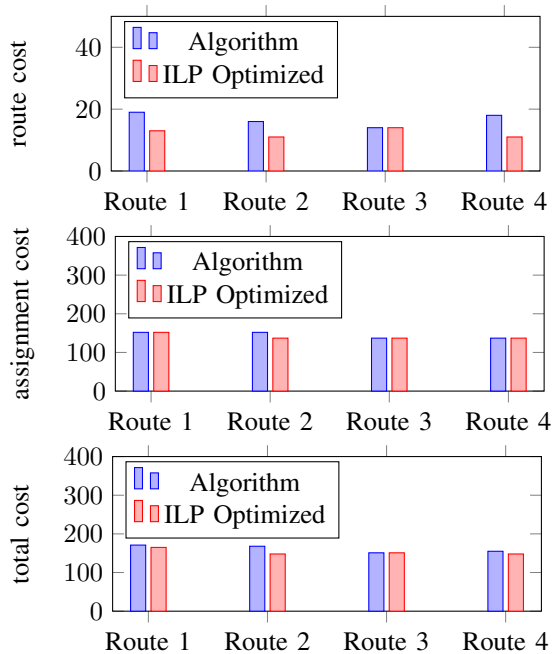 route cost
40
20
0
Algorithm
ILP Optimized
Route 1 Route 2 Route 3 Route 4
assignment cost
400
300
200
100
0
Algorithm
ILP Optimized
Route 1 Route 2 Route 3 Route 4
total cost
400
300
200
100
0
Algorithm
ILP Optimized
Route 1 Route 2 Route 3 Route 4